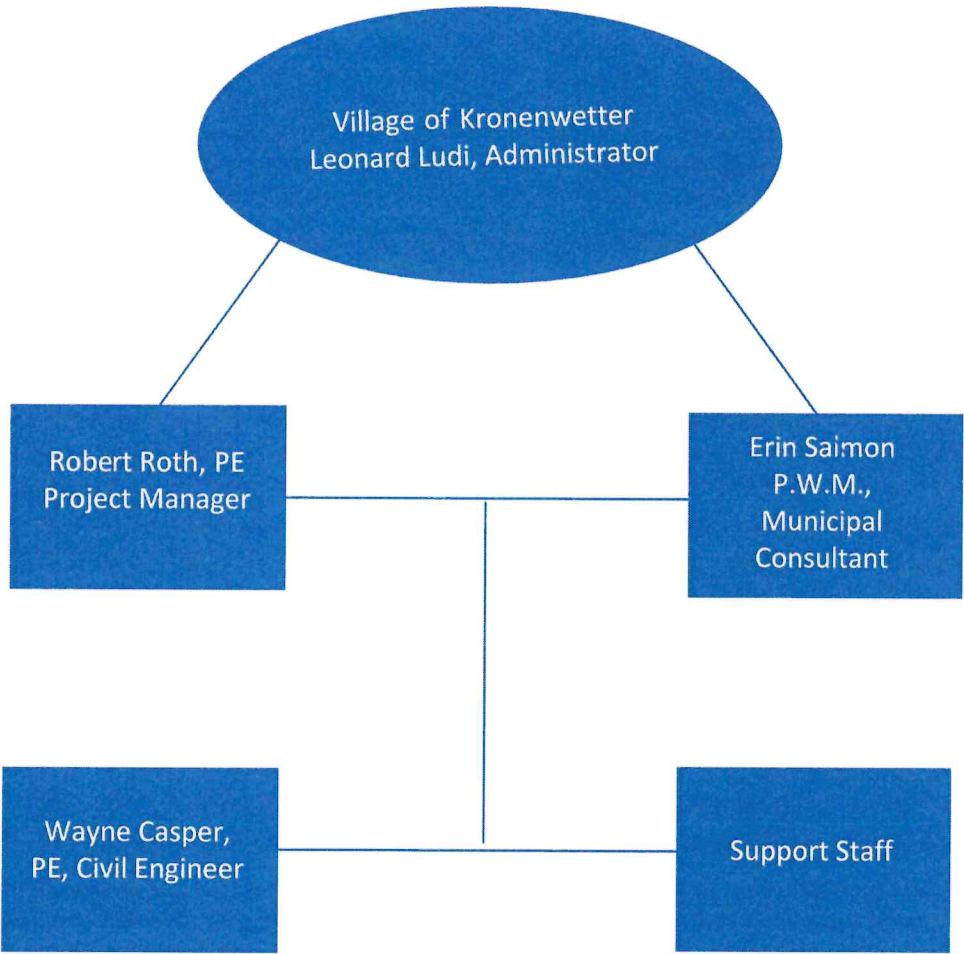 Village of Kronenwetter
Leonard Ludi, Administrator
Robert Roth, PE
Project Manager
Erin Saimon
P.W.M.,
Municipal
Consultant
Wayne Casper,
PE, Civil Engineer
Support Staff